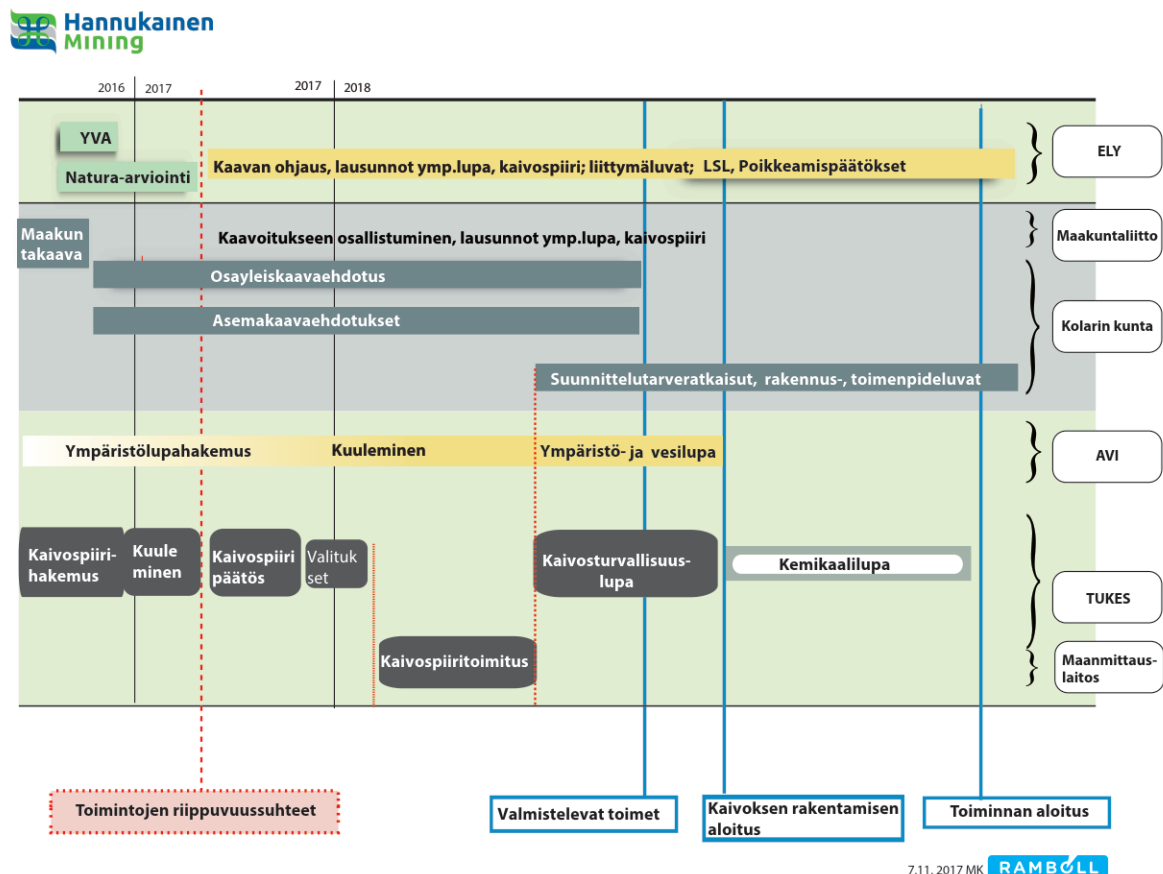 Hannukainen
Mining
2016 2017 2017 2018
YVA
Natura-arviointi
Kaavan ohjaus, lausunnot ymp.lupa, kaivospiiri; liittymäluvat; LSL, Poikkeamispäätökset
ELY
Maakun
takaava
Kaavoitukseen osallistuminen, lausunnot ymp.lupa, kaivospiiri
Maakuntaliitto
Osayleiskaavaehdotus
Asemakaavaehdotukset
Kolarin kunta
Suunnittelutarveratkaisut, rakennus-, toimenpideluvat
Ympäristölupahakemus
Kuuleminen
Ympäristö- ja vesilupa
AVI
Kaivospiiri-
hakemus
Kuule
minen
Kaivospiiri
päätös
Valituk
set
Kaivosturvallisuus-
lupa
Kemikaalilupa
TUKES
Kaivospiiritoimitus
Maanmittaus-
laitos
Toimintojen riippuvuussuhteet
Valmistelevat toimet
Kaivoksen rakentamisen
aloitus
Toiminnan aloitus
7.11. 2017 MK
RAMBOLL